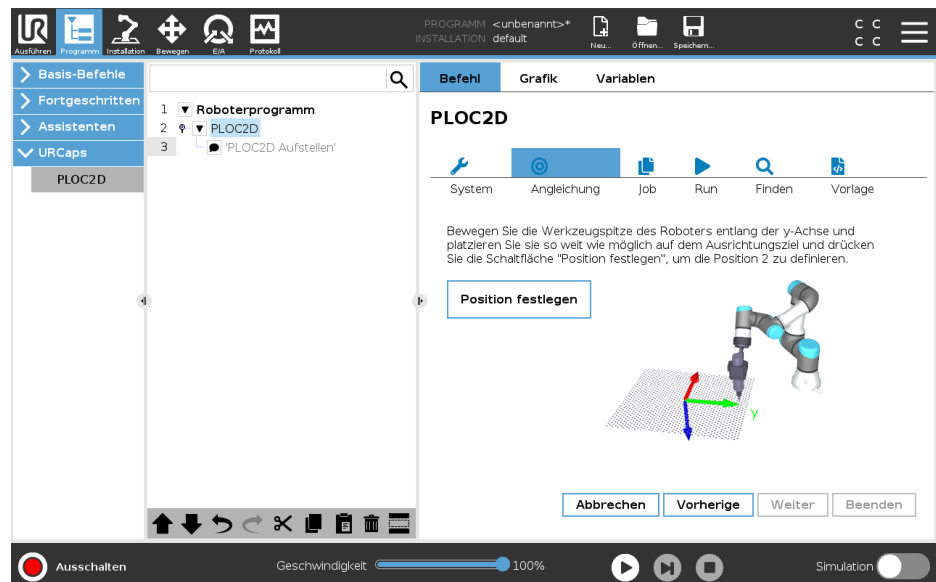 UR
PROGRAMM <unbenannt>*
INSTALLATION default
Ausführen Programm Installation Bewegen E/A Protokoll Neu... Öffnen... Speichern...
C C
C C
Basis-Befehle
Fortgeschritten
Assistenten
URCaps
PLOC2D
1 Roboterprogramm
2 PLOC2D
3 'PLOC2D Aufstellen'
Befehl Grafik Variablen
PLOC2D
System Angleichung Job Run Finden Vorlage
Bewegen Sie die Werkzeugspitze des Roboters entlang der y-Achse und
platzieren Sie sie so weit wie möglich auf dem Ausrichtungsziel und drücken
Sie die Schaltfläche "Position festlegen", um die Position 2 zu definieren.
Position festlegen
y
Abbrechen Vorherige Weiter Beenden
Ausschalten Geschwindigkeit 100% Simulation